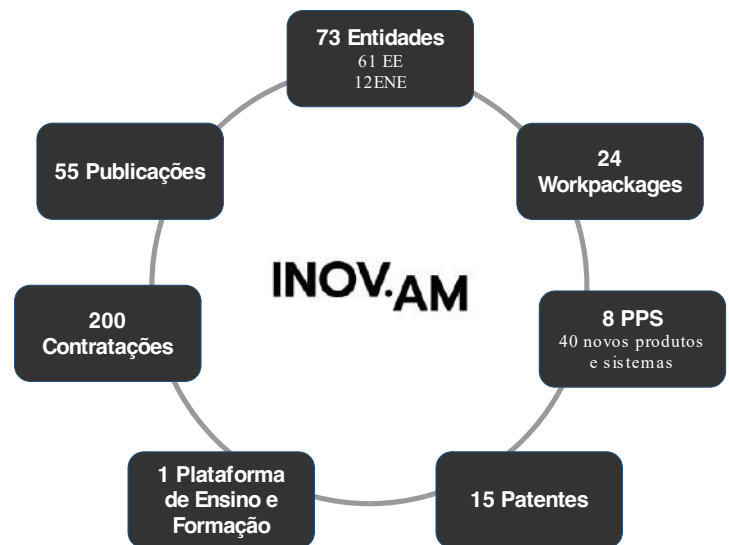 73 Entidades
61 EE
12ENE
24
Workpackages
8 PPS
40 novos produtos
e sistemas
15 Patentes
1 Plataforma
de Ensino e
Formação
200
Contratações
55 Publicações
INOV.AM